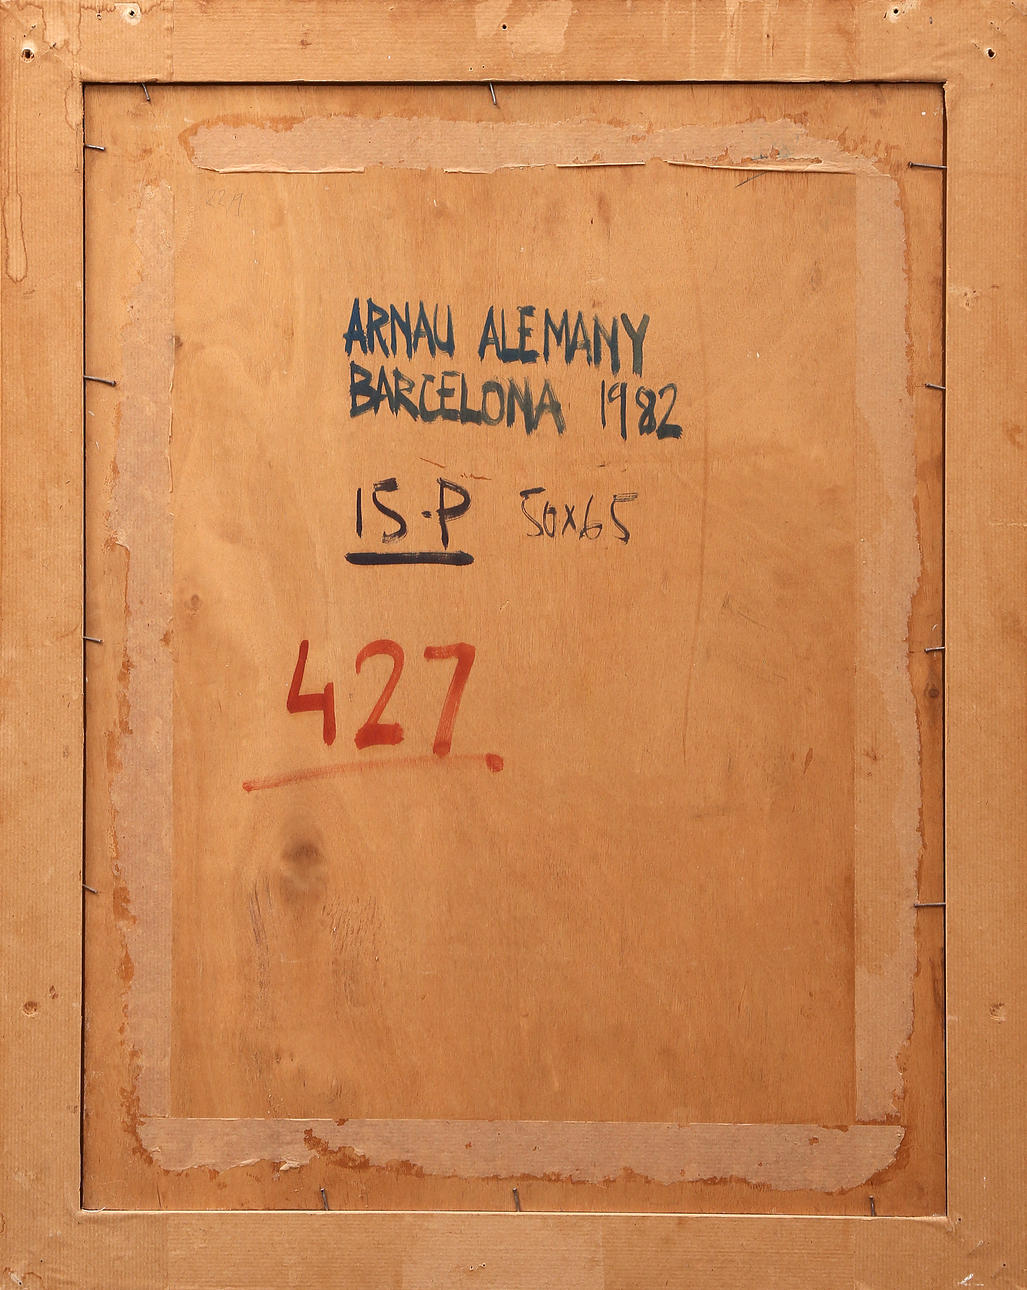 ARNAU ALEMANY
BARCELONA 1982
15·P 50x65
427